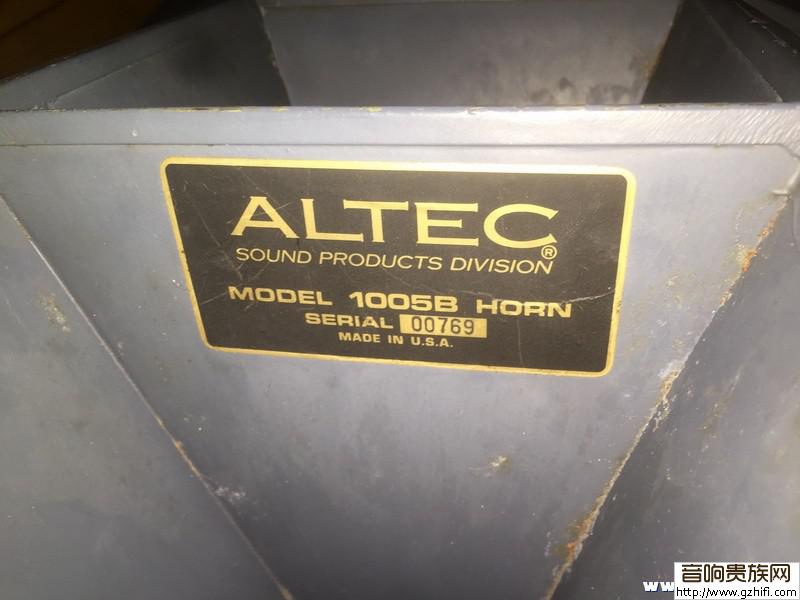 ALTEC®
SOUND PRODUCTS DIVISION
MODEL 1005B HORN
SERIAL 00769
MADE IN U.S.A.
音响贵族网
http://www.gzhifi.com